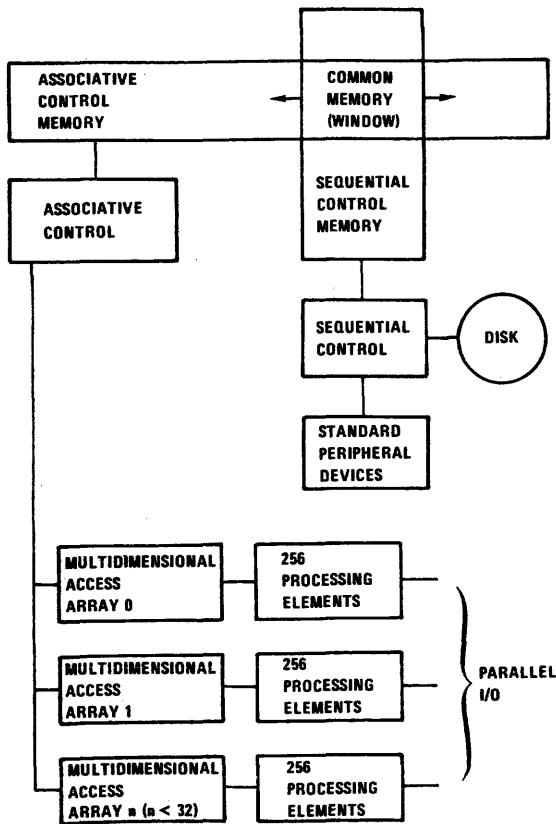 ASSOCIATIVE
CONTROL
MEMORY
COMMON
MEMORY
(WINDOW)
ASSOCIATIVE
CONTROL
SEQUENTIAL
CONTROL
MEMORY
SEQUENTIAL
CONTROL
DISK
STANDARD
PERIPHERAL
DEVICES
MULTIDIMENSIONAL
ACCESS
ARRAY 0
256
PROCESSING
ELEMENTS
MULTIDIMENSIONAL
ACCESS
ARRAY 1
256
PROCESSING
ELEMENTS
MULTIDIMENSIONAL
ACCESS
ARRAY n (n < 32)
256
PROCESSING
ELEMENTS
PARALLEL
I/O